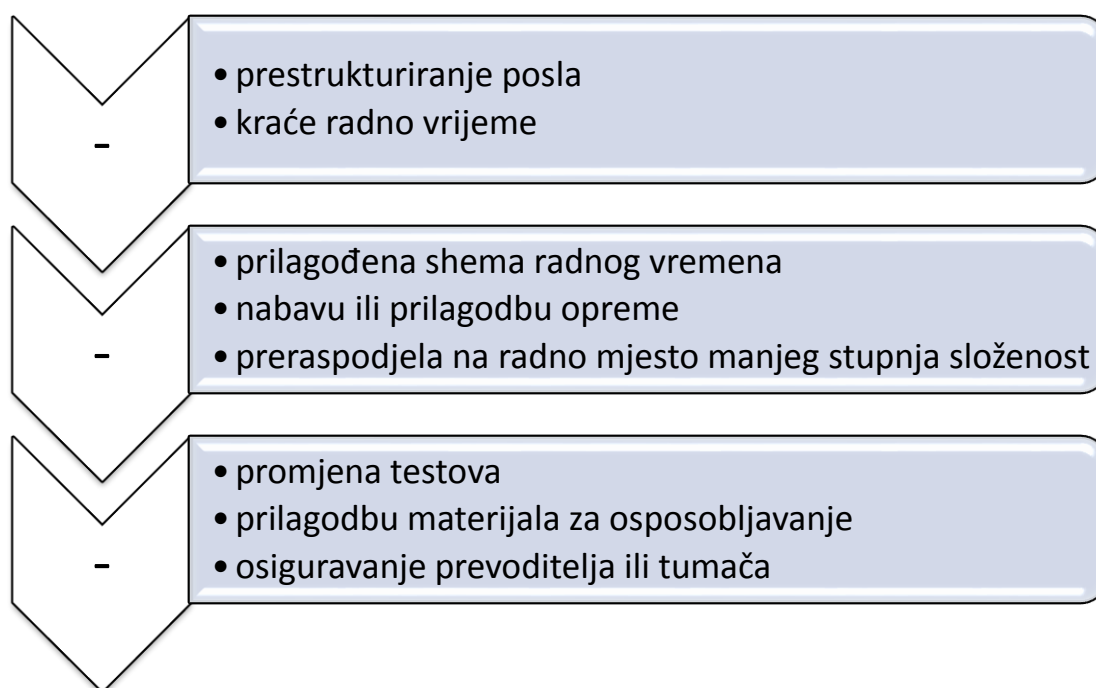 -
• prestrukturiranje posla
• kraće radno vrijeme
-
• prilagođena shema radnog vremena
• nabavu ili prilagodbu opreme
• preraspodjela na radno mjesto manjeg stupnja složenost
-
• promjena testova
• prilagodbu materijala za osposobljavanje
• osiguravanje prevoditelja ili tumača